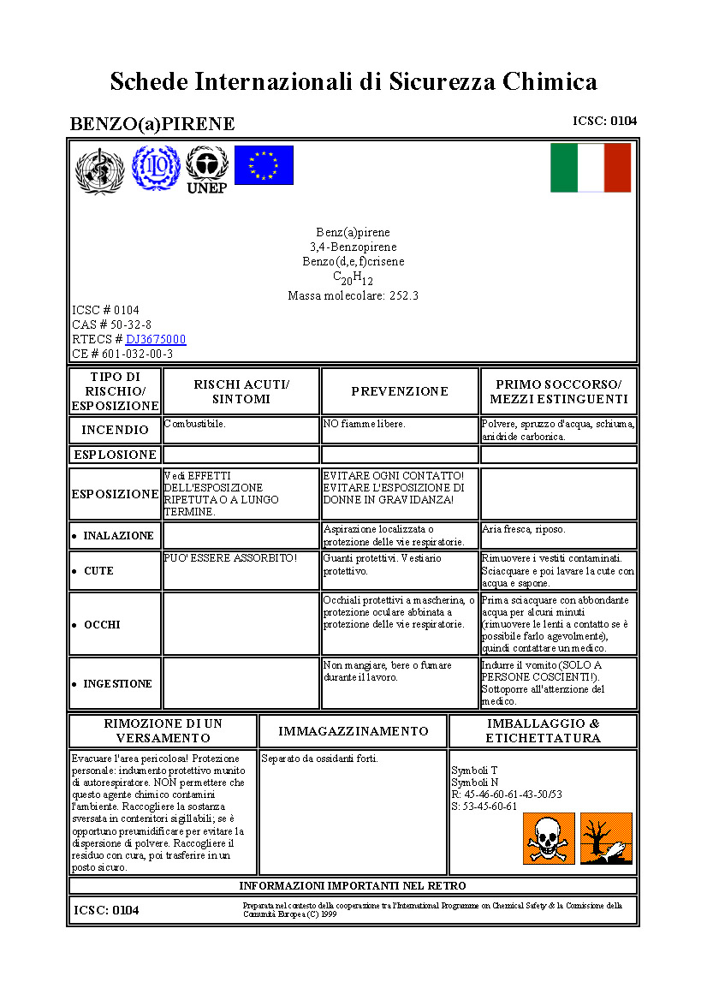 Schede Internazionali di Sicurezza Chimica
BENZO(a)PIRENE
ICSC: 0104
ILO
UNEP
Benz(a)pirene
3,4-Benzopirene
Benzo(d,e,f)crisene
C20H12
Massa molecolare: 252.3
ICSC # 0104
CAS # 50-32-8
RTECS # DJ3675000
CE # 601-032-00-3
TIPO DI
RISCHIO/
ESPOSIZIONE
RISCHI ACUTI/
SINTOMI
PREVENZIONE
PRIMO SOCCORSO/
MEZZI ESTINGUENTI
INCENDIO
Combustibile.
NO fiamme libere.
Polvere, spruzzo d'acqua, schiuma,
anidride carbonica.
ESPLOSIONE
ESPOSIZIONE
Vedi EFFETTI
DELL'ESPOSIZIONE
RIPETUTA O A LUNGO
TERMINE.
EVITARE OGNI CONTATTO!
EVITARE L'ESPOSIZIONE DI
DONNE IN GRAVIDANZA!
• INALAZIONE
Aspirazione localizzata o
protezione delle vie respiratorie.
Aria fresca, riposo.
• CUTE
PUO' ESSERE ASSORBITO!
Guanti protettivi. Vestiario
protettivo.
Rimuovere i vestiti contaminati.
Sciacquare e poi lavare la cute con
acqua e sapone.
• OCCHI
Occhiali protettivi a mascherina, o
protezione oculare abbinata a
protezione delle vie respiratorie.
Prima sciacquare con abbondante
acqua per alcuni minuti
(rimuovere le lenti a contatto se è
possibile farlo agevolmente),
quindi contattare un medico.
• INGESTIONE
Non mangiare, bere o fumare
durante il lavoro.
Indurre il vomito (SOLO A
PERSONE COSCIENTI!).
Sottoporre all'attenzione del
medico.
RIMOZIONE DI UN
VERSAMENTO
IMMAGAZZINAMENTO
IMBALLAGGIO &
ETICHETTATURA
Evacuare l'area pericolosa! Protezione
personale: indumento protettivo munito
di autorespiratore. NON permettere che
questo agente chimico contamini
l'ambiente. Raccogliere la sostanza
sversata in contenitori sigillabili; se è
opportuno preumidificare per evitare la
dispersione di polvere. Raccogliere il
residuo con cura, poi trasferire in un
posto sicuro.
Separato da ossidanti forti.
Symboli T
Symboli N
R: 45-46-60-61-43-50/53
S: 53-45-60-61
INFORMAZIONI IMPORTANTI NEL RETRO
ICSC: 0104
Preparata nel contesto della cooperazione tra l'International Programme on Chemical Safety & la Comissione della
Comunità Europea (C) 1999